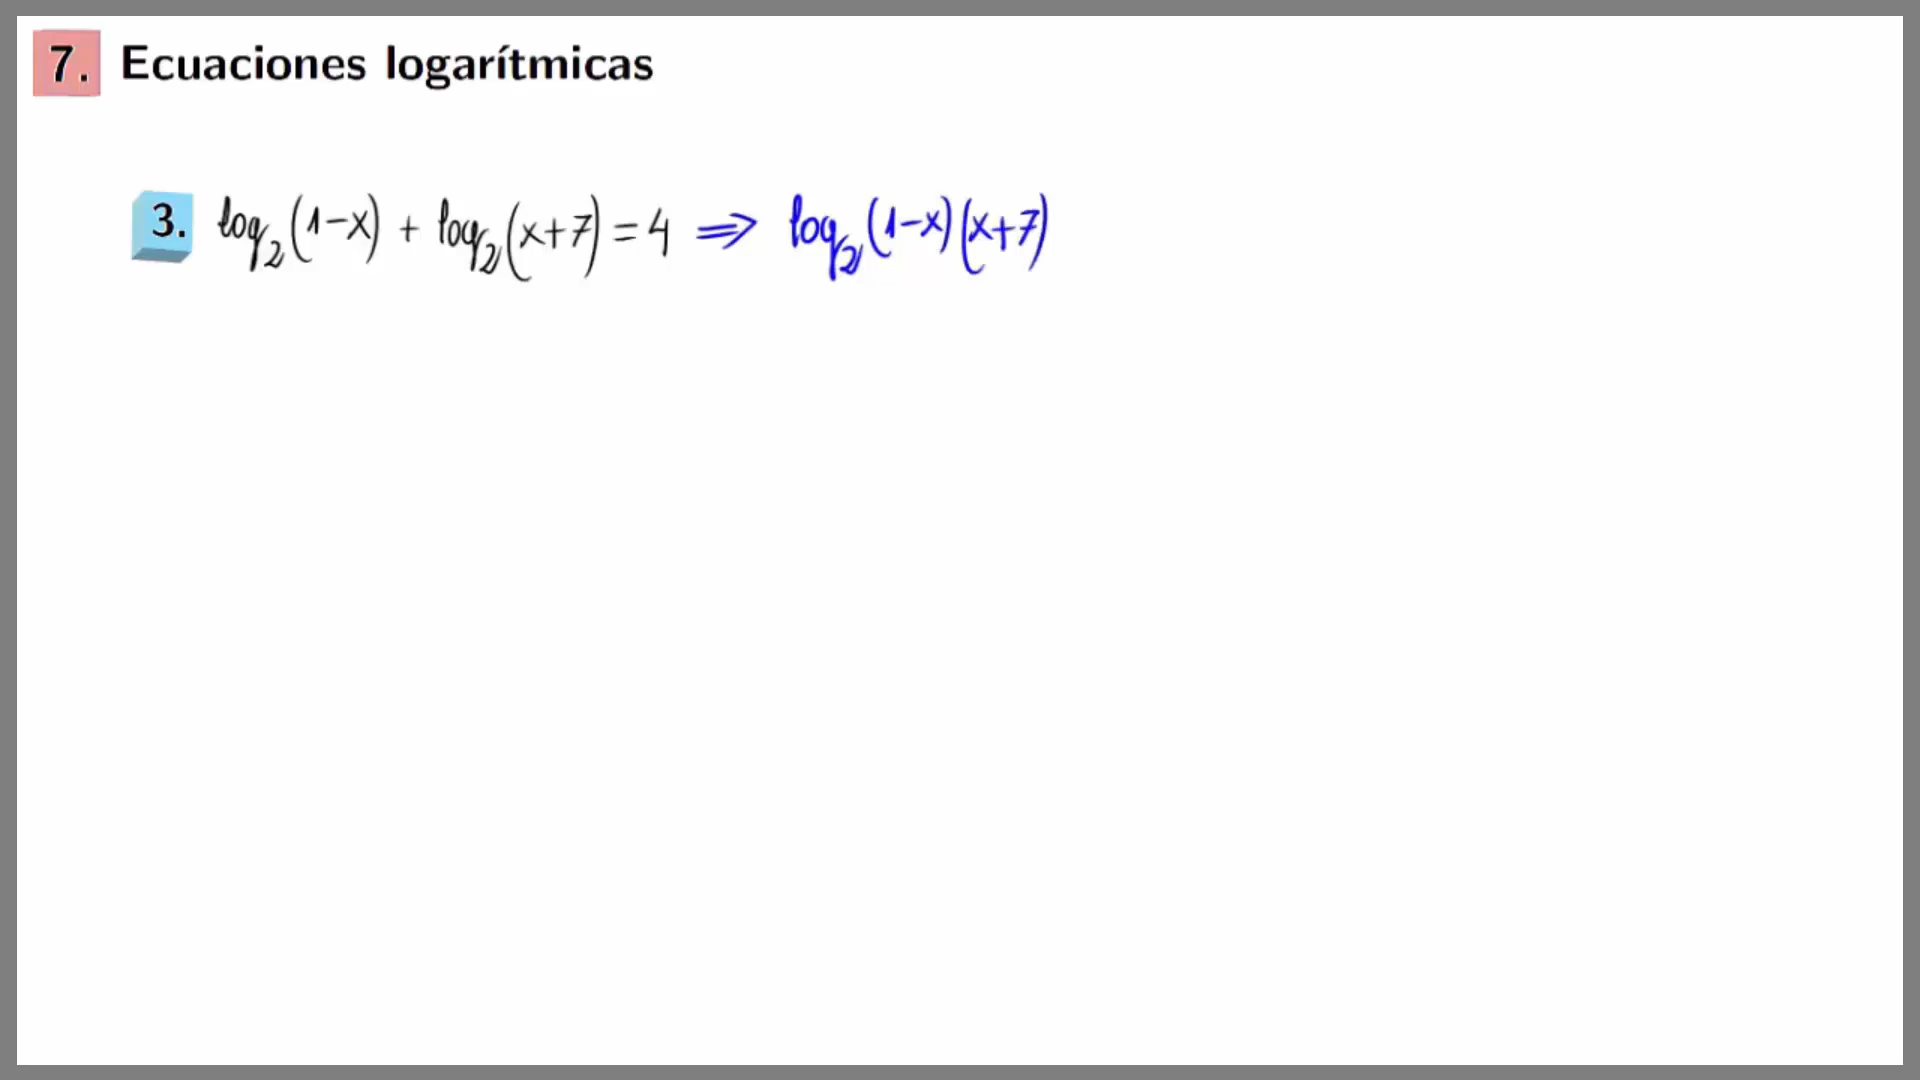 7. Ecuaciones logarítmicas
3. log₂(1-x) + log₂(x+7) = 4 ⇒ log₂(1-x)(x+7)